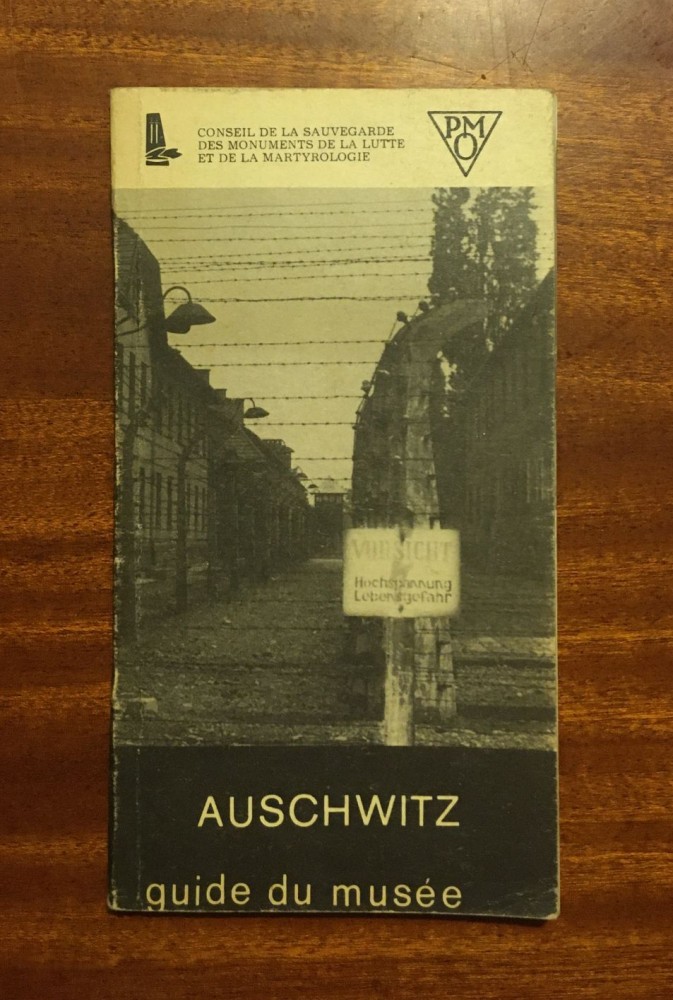 CONSEIL DE LA SAUVEGARDE
DES MONUMENTS DE LA LUTTE
ET DE LA MARTYROLOGIE
PMO
VORSICHT
Hochspannung
Lebensgefahr
AUSCHWITZ
guide du musée